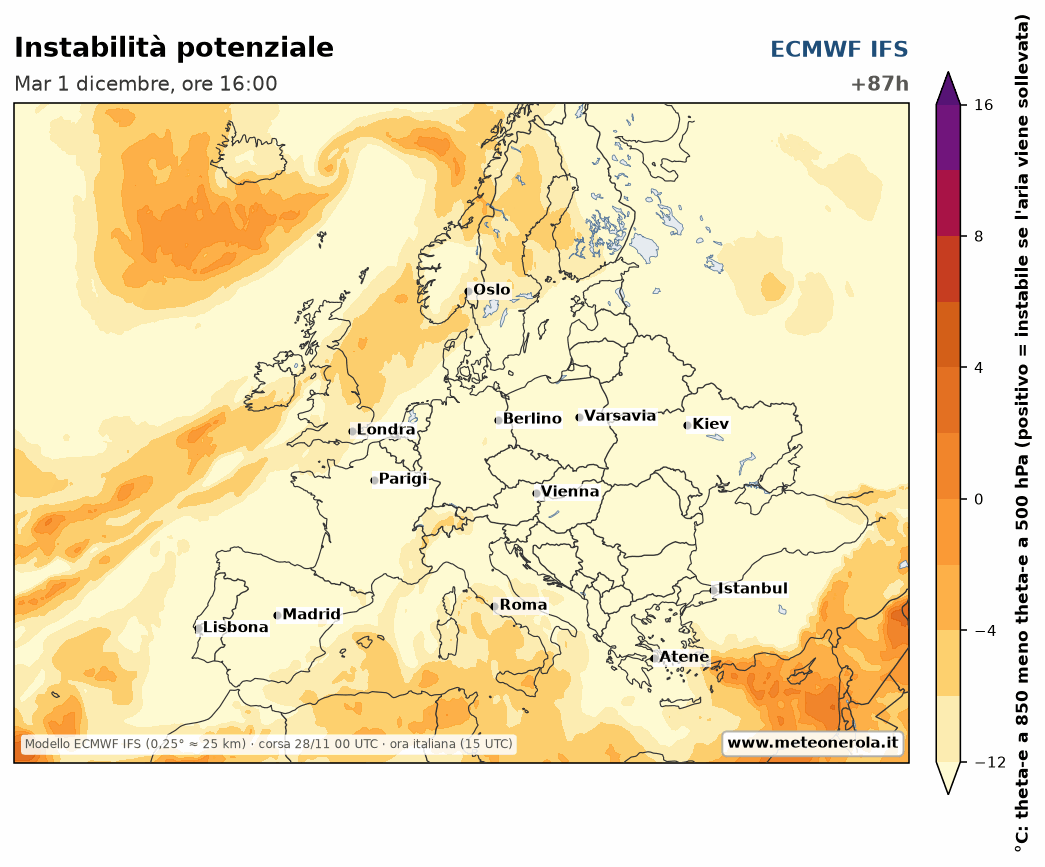 Instabilità potenziale
ECMWF IFS
Mar 1 dicembre, ore 16:00
+87h
Oslo
Berlino
Varsavia
Kiev
Londra
Parigi
Vienna
Istanbul
Roma
Madrid
Lisbona
Atene
Modello ECMWF IFS (0,25° ≈ 25 km) · corsa 28/11 00 UTC · ora italiana (15 UTC)
www.meteonerola.it
16
8
4
0
−4
−12
°C: theta-e a 850 meno theta-e a 500 hPa (positivo = instabile se l'aria viene sollevata)